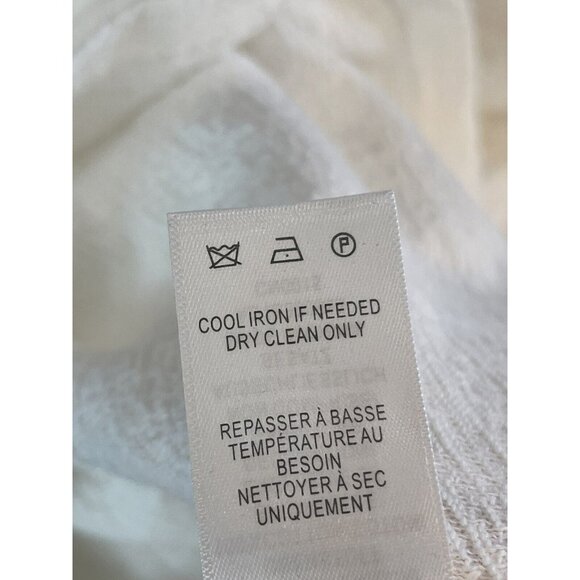 P
COOL IRON IF NEEDED
DRY CLEAN ONLY
REPASSER À BASSE
TEMPÉRATURE AU
BESOIN
NETTOYER À SEC
UNIQUEMENT